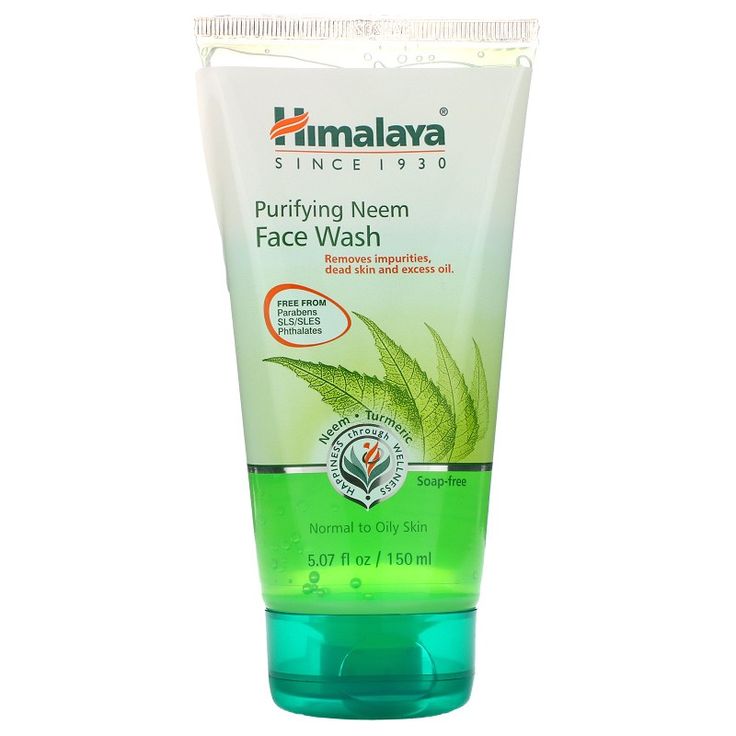 Himalaya®
SINCE 1930
Purifying Neem
Face Wash
Removes impurities,
dead skin and excess oil.
FREE FROM
Parabens
SLS/SLES
Phthalates
Neem • Turmeric
HAPPINESS through WELLNESS
Soap-free
Normal to Oily Skin
5.07 fl oz / 150 ml